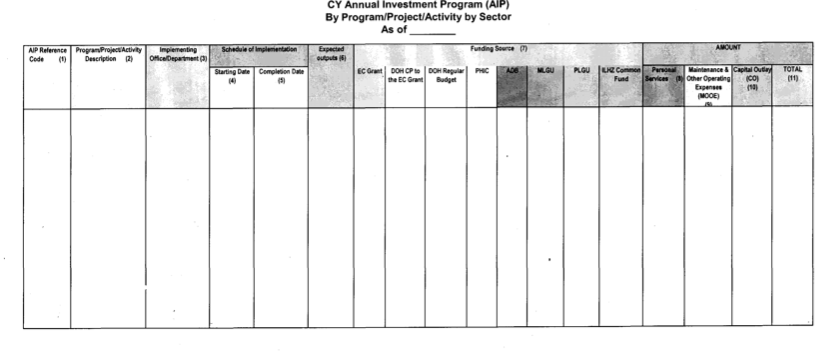 CY Annual Investment Program (AIP)
By Program/Project/Activity by Sector
As of ________
AIP Reference Code (1)
Program/Project/Activity Description (2)
Implementing Office/Department (3)
Schedule of Implementation
Starting Date (4)
Completion Date (5)
Expected outputs (6)
Funding Source (7)
EC Grant
DOH CP to the EC Grant
DOH Regular Budget
PHIC
ADB
MLGU
PLGU
ILHZ Common Fund
AMOUNT
Personal Services (8)
Maintenance & Other Operating Expenses (MOOE) (9)
Capital Outlay (CO) (10)
TOTAL (11)